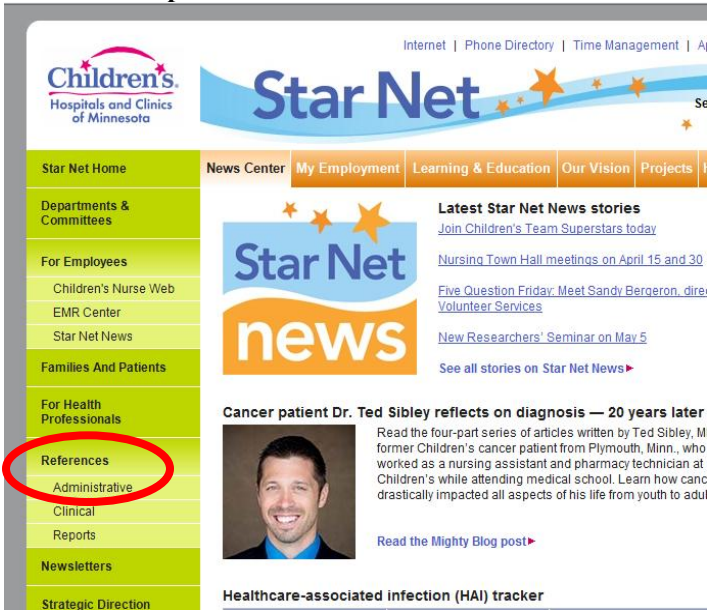 Internet | Phone Directory | Time Management |
Children's.
Hospitals and Clinics
of Minnesota
Star Net
Star Net Home
News Center My Employment Learning & Education Our Vision Projects
Departments &
Committees
For Employees
Children's Nurse Web
EMR Center
Star Net News
Families And Patients
For Health
Professionals
References
Administrative
Clinical
Reports
Newsletters
Strategic Direction
Star Net
news
Latest Star Net News stories
Join Children's Team Superstars today
Nursing Town Hall meetings on April 15 and 30
Five Question Friday: Meet Sandy Bergeron, dire
Volunteer Services
New Researchers' Seminar on May 5
See all stories on Star Net News
Cancer patient Dr. Ted Sibley reflects on diagnosis — 20 years later
Read the four-part series of articles written by Ted Sibley, M
former Children's cancer patient from Plymouth, Minn., who
worked as a nursing assistant and pharmacy technician at
Children's while attending medical school. Learn how canc
drastically impacted all aspects of his life from youth to adul
Read the Mighty Blog post
Healthcare-associated infection (HAI) tracker